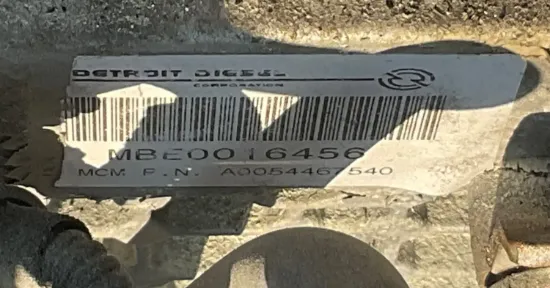 DETROIT DIESEL
CORPORATION
MBE0016456
MCM P.N. A0054467540